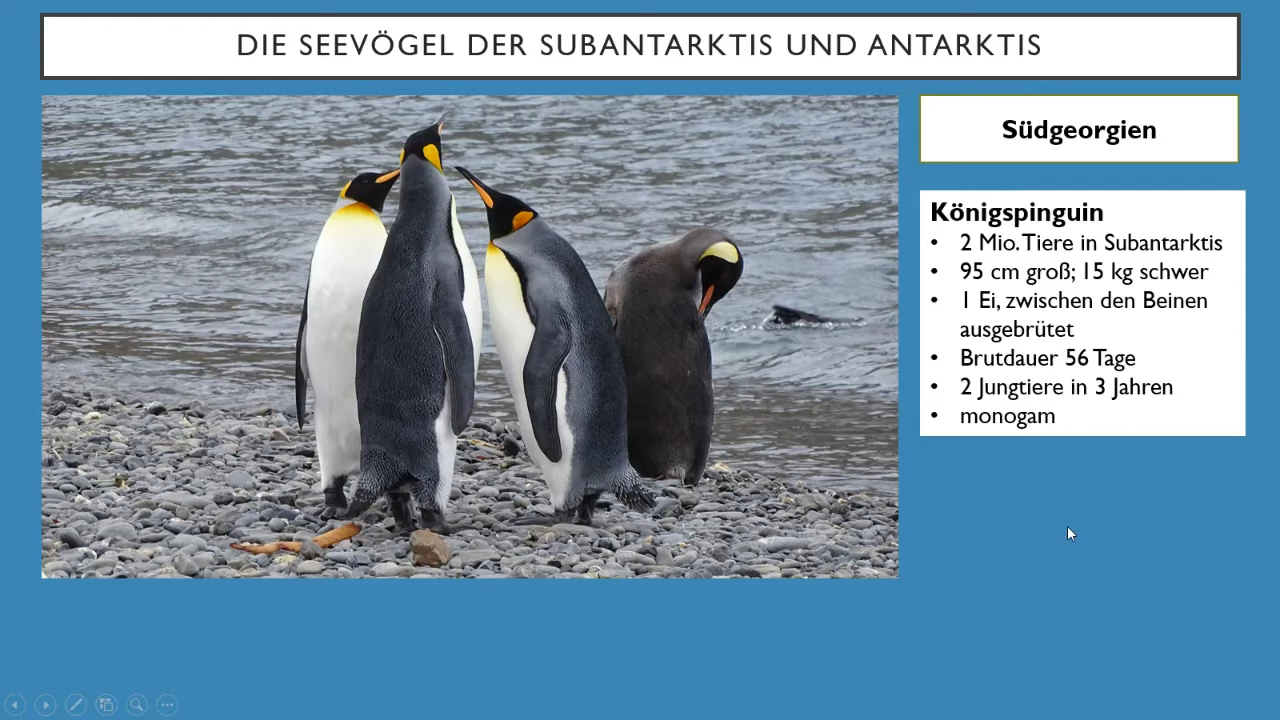 DIE SEEVÖGEL DER SUBANTARKTIS UND ANTARKTIS
Südgeorgien
Königspinguin
• 2 Mio. Tiere in Subantarktis
• 95 cm groß; 15 kg schwer
• 1 Ei, zwischen den Beinen
ausgebrütet
• Brutdauer 56 Tage
• 2 Jungtiere in 3 Jahren
• monogam